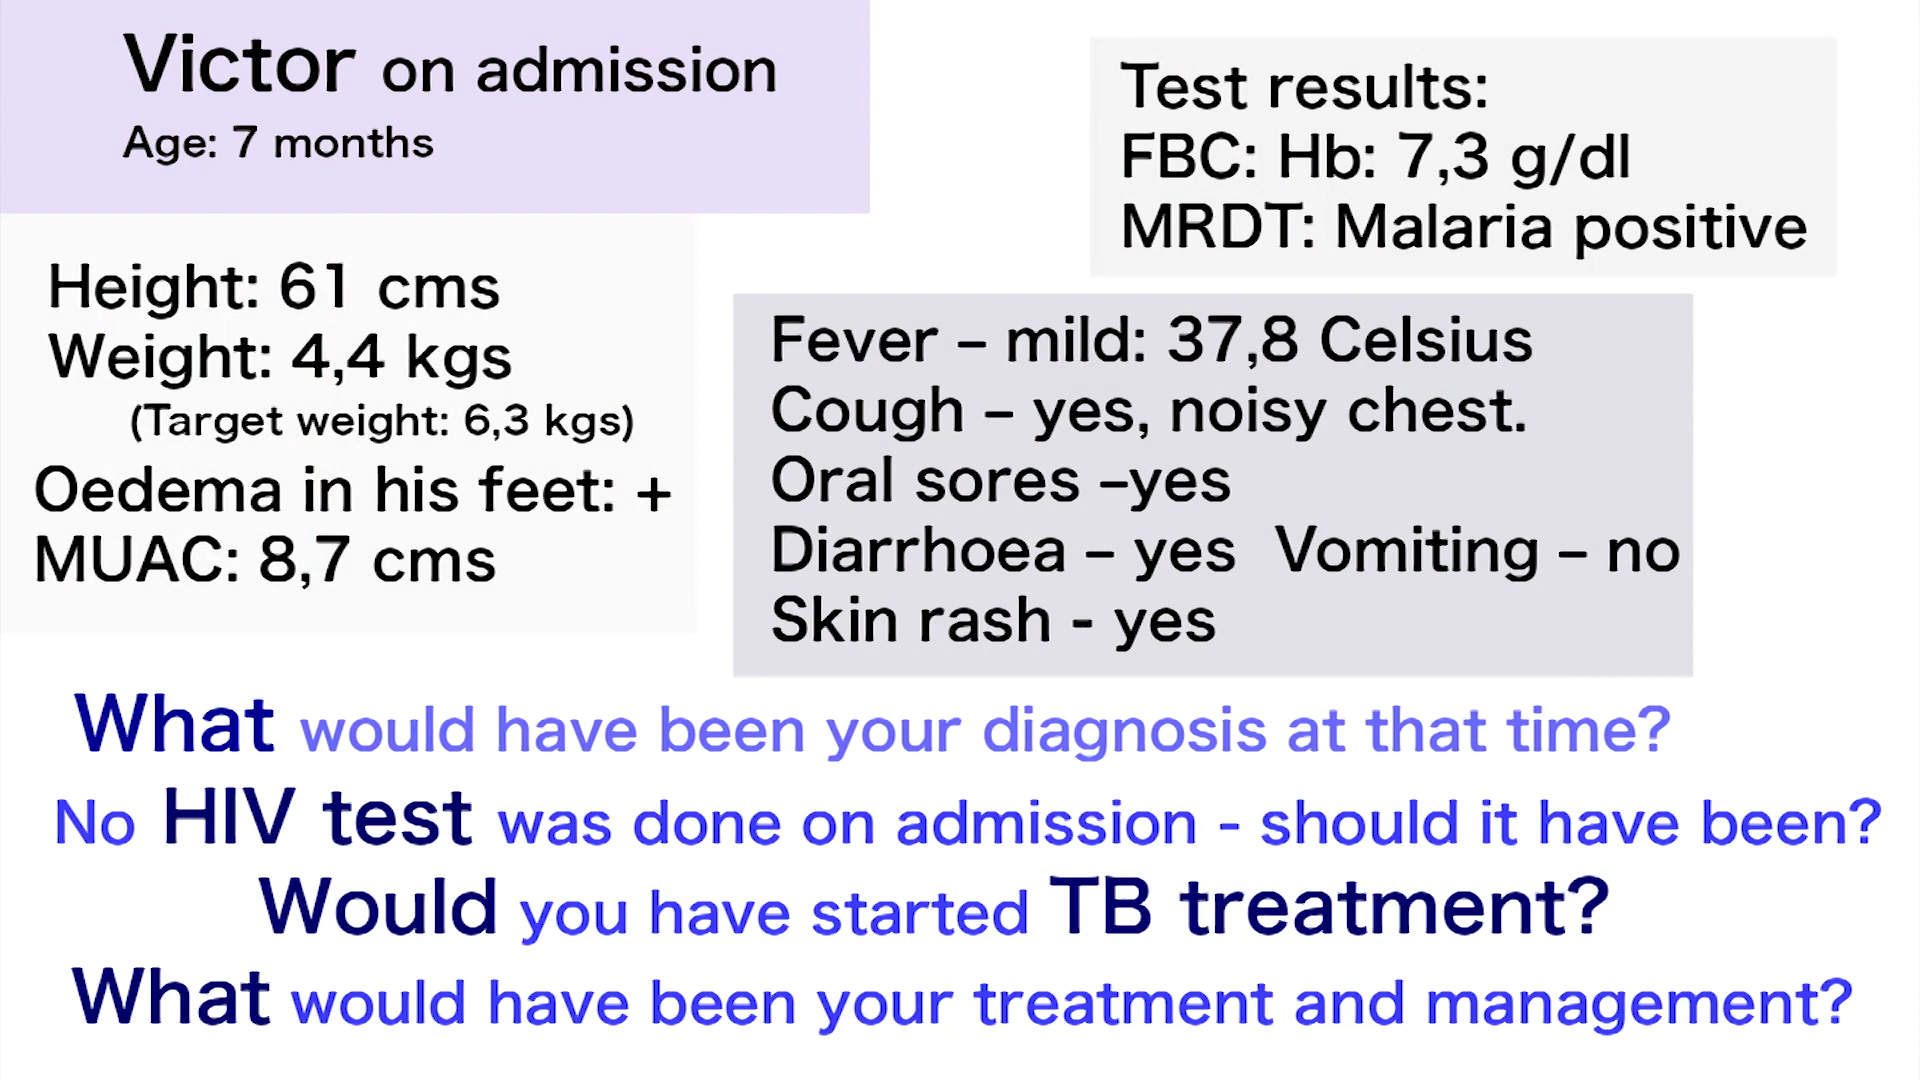 Victor on admission
Age: 7 months
Height: 61 cms
Weight: 4,4 kgs
(Target weight: 6,3 kgs)
Oedema in his feet: +
MUAC: 8,7 cms
Test results:
FBC: Hb: 7,3 g/dl
MRDT: Malaria positive
Fever – mild: 37,8 Celsius
Cough – yes, noisy chest.
Oral sores –yes
Diarrhoea – yes Vomiting – no
Skin rash - yes
What would have been your diagnosis at that time?
No HIV test was done on admission - should it have been?
Would you have started TB treatment?
What would have been your treatment and management?